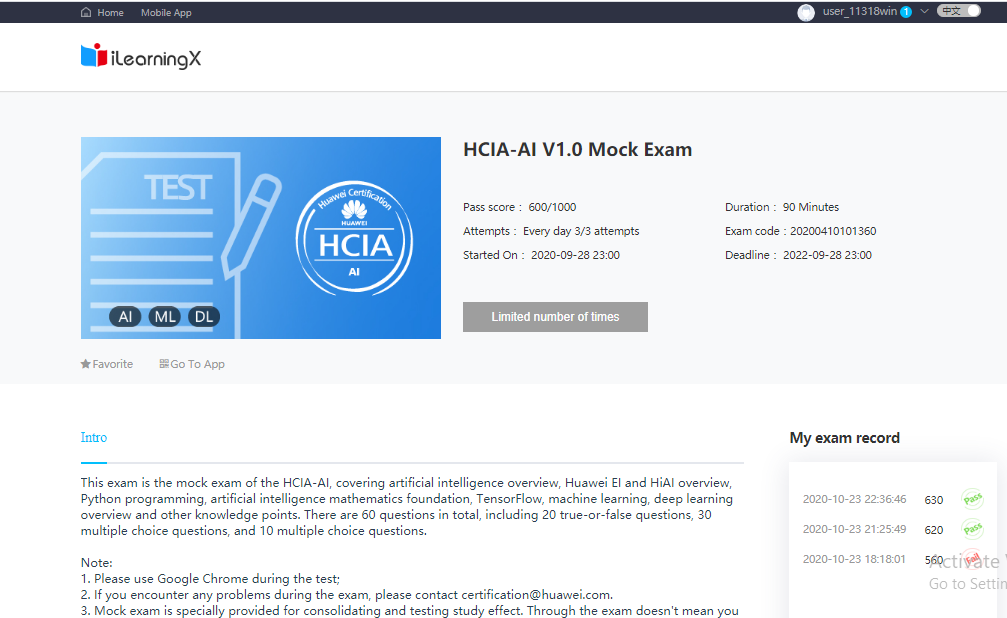 Home Mobile App user_11318win 1 中文
iLearningX
TEST
Huawei Certification
HUAWEI
HCIA
AI
AI ML DL
HCIA-AI V1.0 Mock Exam
Pass score : 600/1000 Duration : 90 Minutes
Attempts : Every day 3/3 attempts Exam code : 20200410101360
Started On : 2020-09-28 23:00 Deadline : 2022-09-28 23:00
Limited number of times
Favorite Go To App
Intro
This exam is the mock exam of the HCIA-AI, covering artificial intelligence overview, Huawei EI and HiAI overview,
Python programming, artificial intelligence mathematics foundation, TensorFlow, machine learning, deep learning
overview and other knowledge points. There are 60 questions in total, including 20 true-or-false questions, 30
multiple choice questions, and 10 multiple choice questions.
Note:
1. Please use Google Chrome during the test;
2. If you encounter any problems during the exam, please contact certification@huawei.com.
3. Mock exam is specially provided for consolidating and testing study effect. Through the exam doesn't mean you
My exam record
2020-10-23 22:36:46 630 Pass
2020-10-23 21:25:49 620 Pass
2020-10-23 18:18:01 560 Fail
Activate
Go to Settin